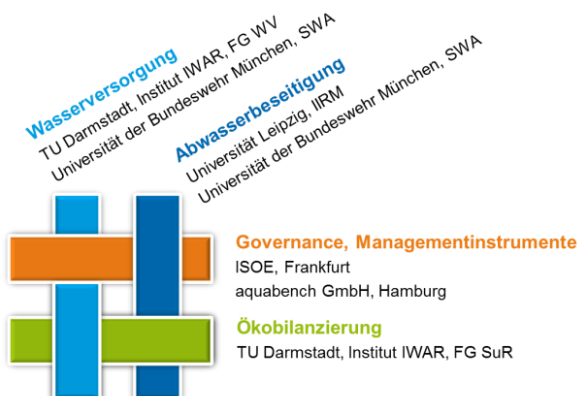 Wasserversorgung
TU Darmstadt, Institut IWAR, FG WV
Universität der Bundeswehr München, SWA
Abwasserbeseitigung
Universität Leipzig, IIRM
Universität der Bundeswehr München, SWA
Governance, Managementinstrumente
ISOE, Frankfurt
aquabench GmbH, Hamburg
Ökobilanzierung
TU Darmstadt, Institut IWAR, FG SuR